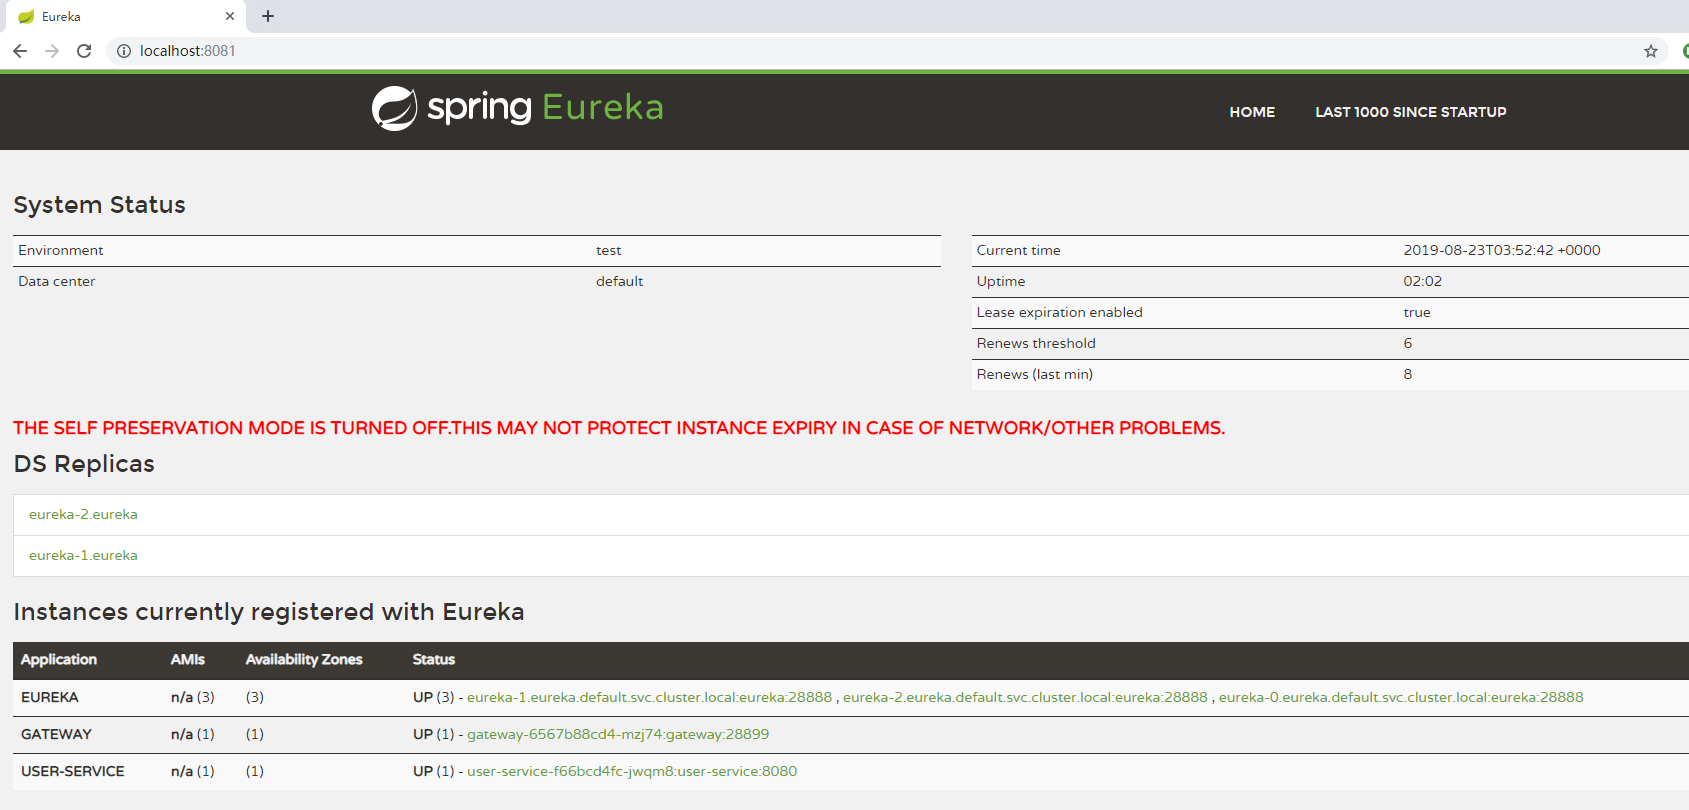 Eureka
localhost:8081
spring Eureka
HOME LAST 1000 SINCE STARTUP
System Status
Environment test
Data center default
Current time 2019-08-23T03:52:42 +0000
Uptime 02:02
Lease expiration enabled true
Renews threshold 6
Renews (last min) 8
THE SELF PRESERVATION MODE IS TURNED OFF.THIS MAY NOT PROTECT INSTANCE EXPIRY IN CASE OF NETWORK/OTHER PROBLEMS.
DS Replicas
eureka-2.eureka
eureka-1.eureka
Instances currently registered with Eureka
Application AMIs Availability Zones Status
EUREKA n/a (3) (3) UP (3) - eureka-1.eureka.default.svc.cluster.local:eureka:28888 , eureka-2.eureka.default.svc.cluster.local:eureka:28888 , eureka-0.eureka.default.svc.cluster.local:eureka:28888
GATEWAY n/a (1) (1) UP (1) - gateway-6567b88cd4-mzj74:gateway:28899
USER-SERVICE n/a (1) (1) UP (1) - user-service-f66bcd4fc-jwqm8:user-service:8080